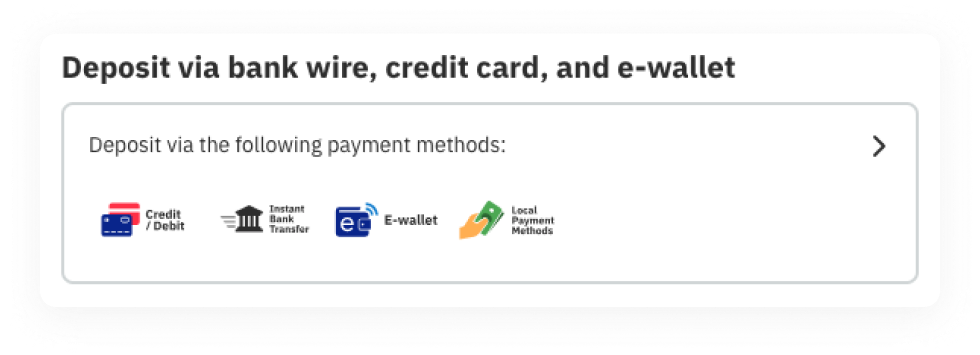 Deposit via bank wire, credit card, and e-wallet
Deposit via the following payment methods:
Credit
/ Debit
Instant
Bank
Transfer
e
E-wallet
Local
Payment
Methods